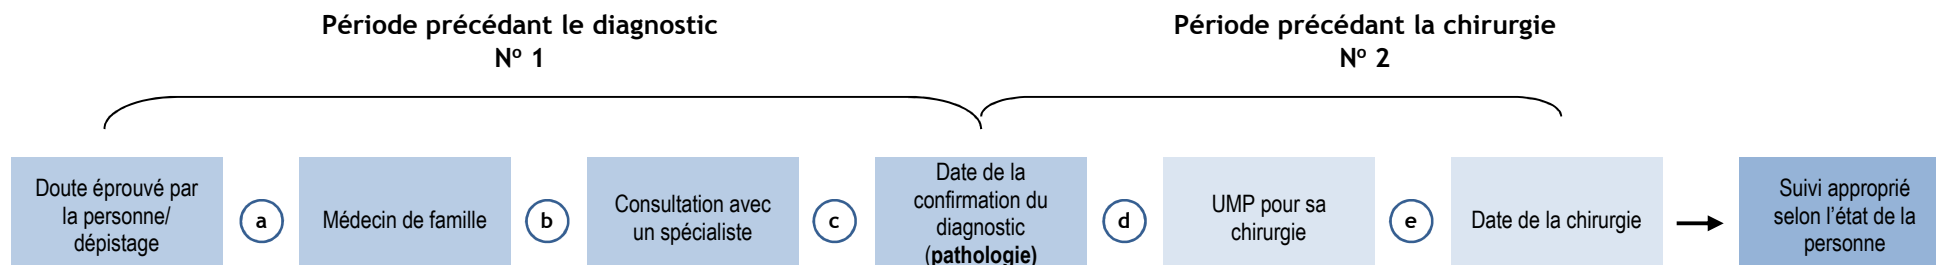 Période précédant le diagnostic
Nº 1
Période précédant la chirurgie
Nº 2
Doute éprouvé par
la personne/
dépistage
a
Médecin de famille
b
Consultation avec
un spécialiste
c
Date de la
confirmation du
diagnostic
(pathologie)
d
UMP pour sa
chirurgie
e
Date de la chirurgie
Suivi approprié
selon l’état de la
personne